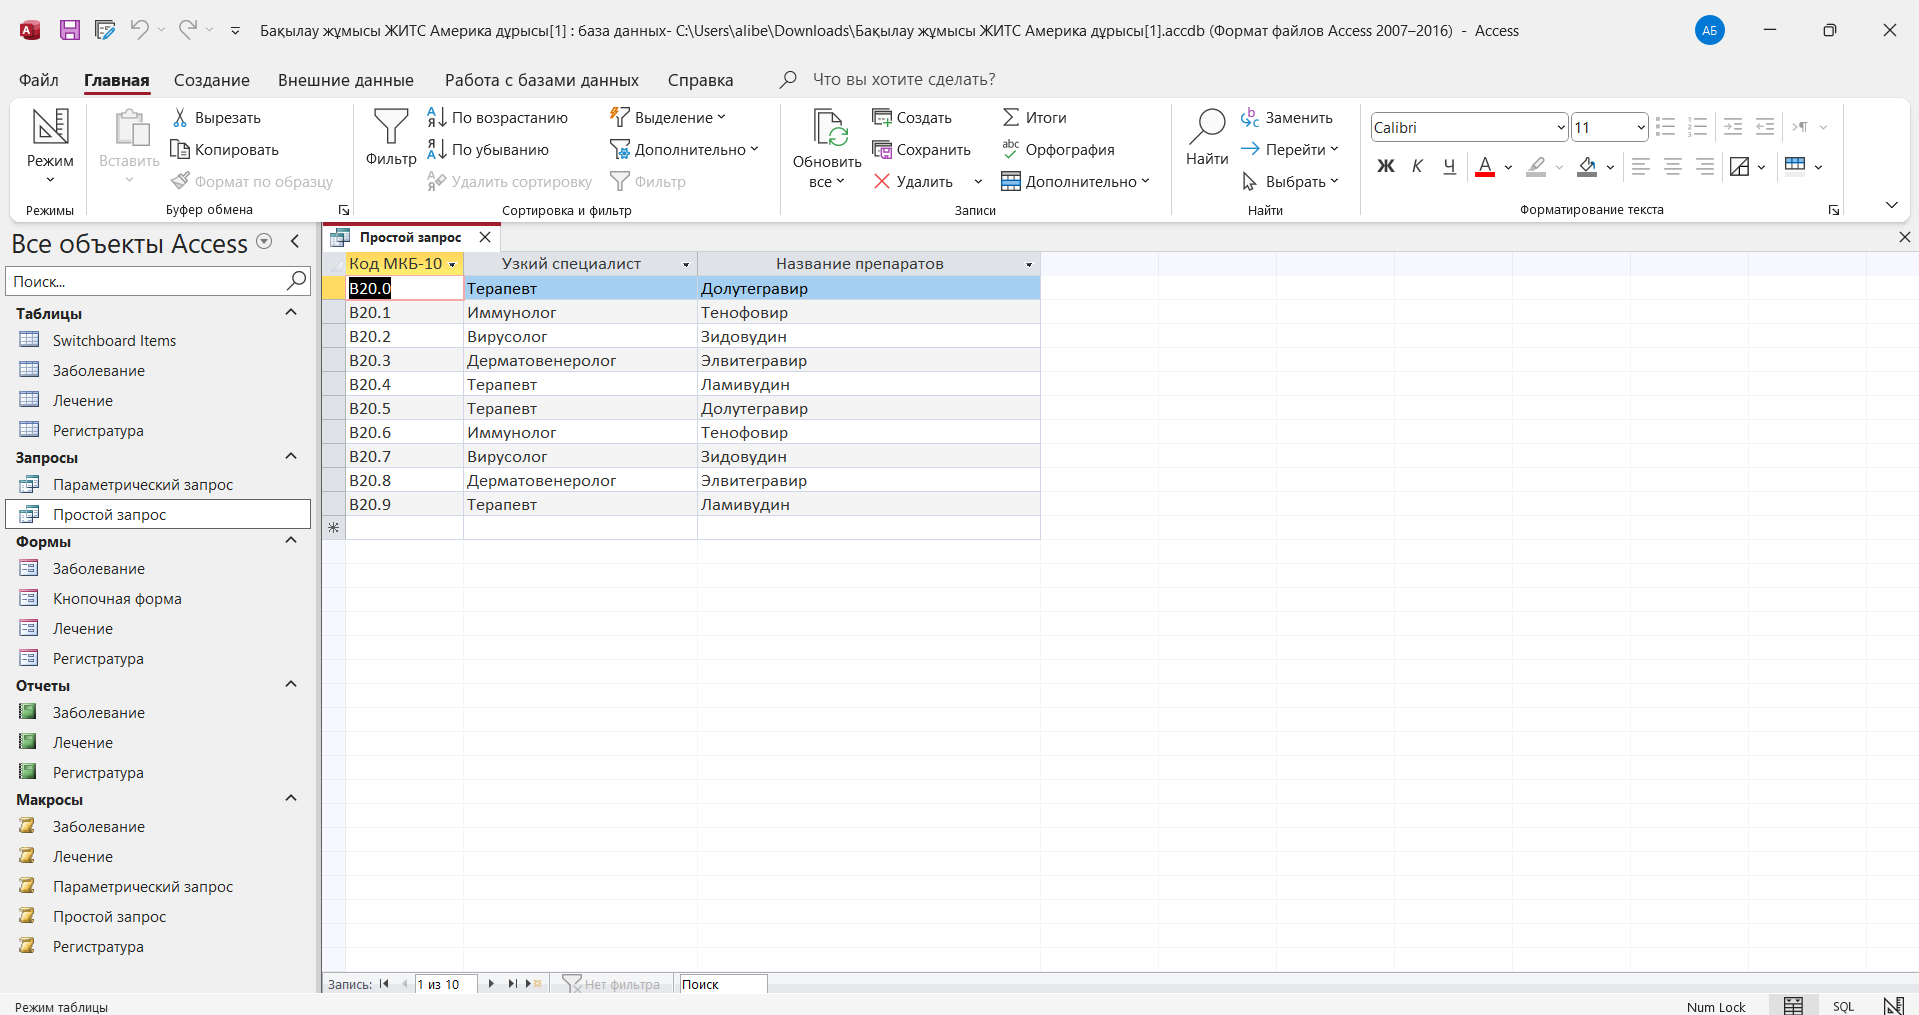 Бақылау жұмысы ЖИТС Америка дұрысы[1] : база данных- C:\Users\alibe\Downloads\Бақылау жұмысы ЖИТС Америка дұрысы[1].accdb (Формат файлов Access 2007–2016) - Access
АБ
Файл Главная Создание Внешние данные Работа с базами данных Справка Что вы хотите сделать?
Режим
Режимы
Вставить
Вырезать
Копировать
Формат по образцу
Буфер обмена
Фильтр
По возрастанию
По убыванию
Удалить сортировку
Выделение
Дополнительно
Фильтр
Сортировка и фильтр
Обновить
все
Создать
Сохранить
Удалить
Итоги
Орфография
Дополнительно
Записи
Найти
Заменить
Перейти
Выбрать
Найти
Calibri 11
Ж К Ч А
Форматирование текста
Все объекты Access
Поиск...
Таблицы
Switchboard Items
Заболевание
Лечение
Регистратура
Запросы
Параметрический запрос
Простой запрос
Формы
Заболевание
Кнопочная форма
Лечение
Регистратура
Отчеты
Заболевание
Лечение
Регистратура
Макросы
Заболевание
Лечение
Параметрический запрос
Простой запрос
Регистратура
Простой запрос
Код МКБ-10 Узкий специалист Название препаратов
B20.0 Терапевт Долутегравир
B20.1 Иммунолог Тенофовир
B20.2 Вирусолог Зидовудин
B20.3 Дерматовенеролог Элвитегравир
B20.4 Терапевт Ламивудин
B20.5 Терапевт Долутегравир
B20.6 Иммунолог Тенофовир
B20.7 Вирусолог Зидовудин
B20.8 Дерматовенеролог Элвитегравир
B20.9 Терапевт Ламивудин
Запись: 1 из 10 Нет фильтра Поиск
Режим таблицы
Num Lock SQL